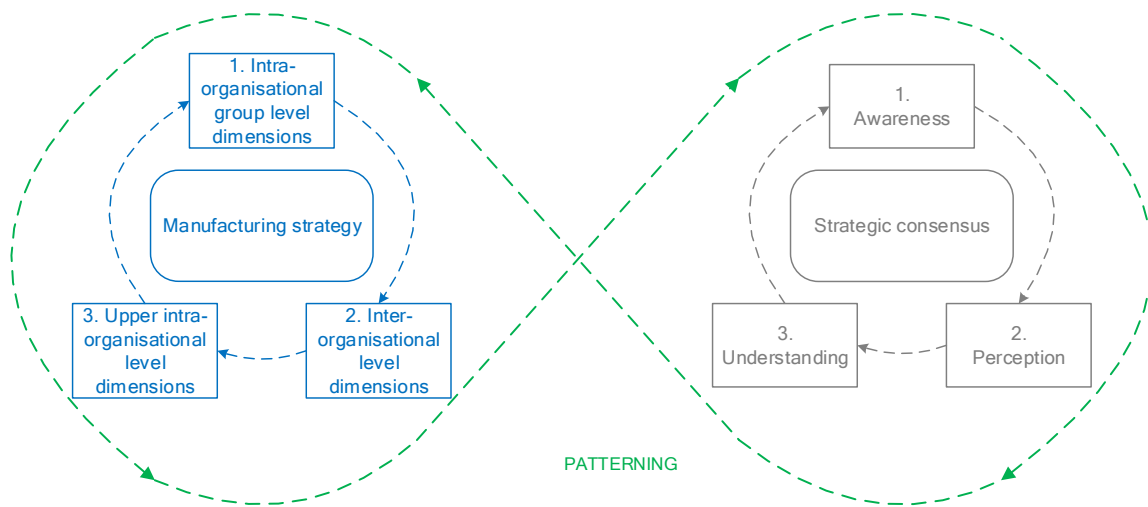 1. Intra-
organisational
group level
dimensions
Manufacturing strategy
3. Upper intra-
organisational
level
dimensions
2. Inter-
organisational
level
dimensions
1.
Awareness
Strategic consensus
3.
Understanding
2.
Perception
PATTERNING